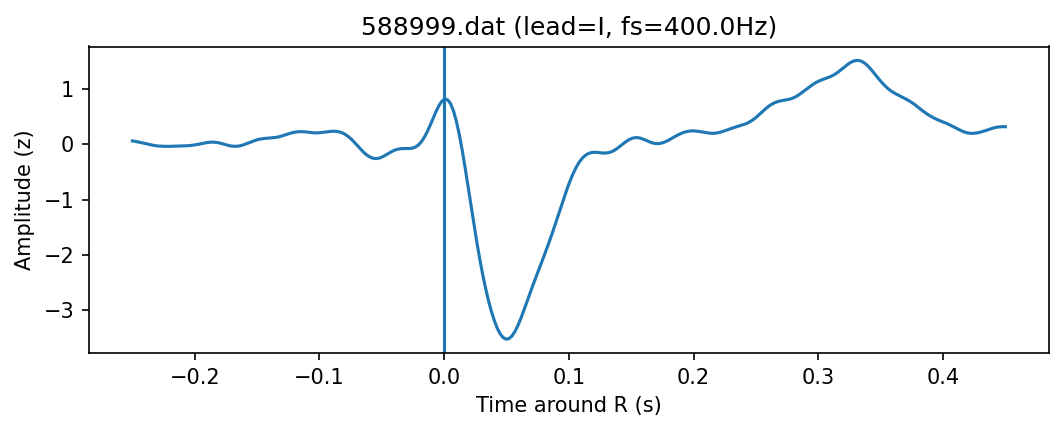 588999.dat (lead=I, fs=400.0Hz)
Amplitude (z)
1
0
−1
−2
−3
−0.2 −0.1 0.0 0.1 0.2 0.3 0.4
Time around R (s)